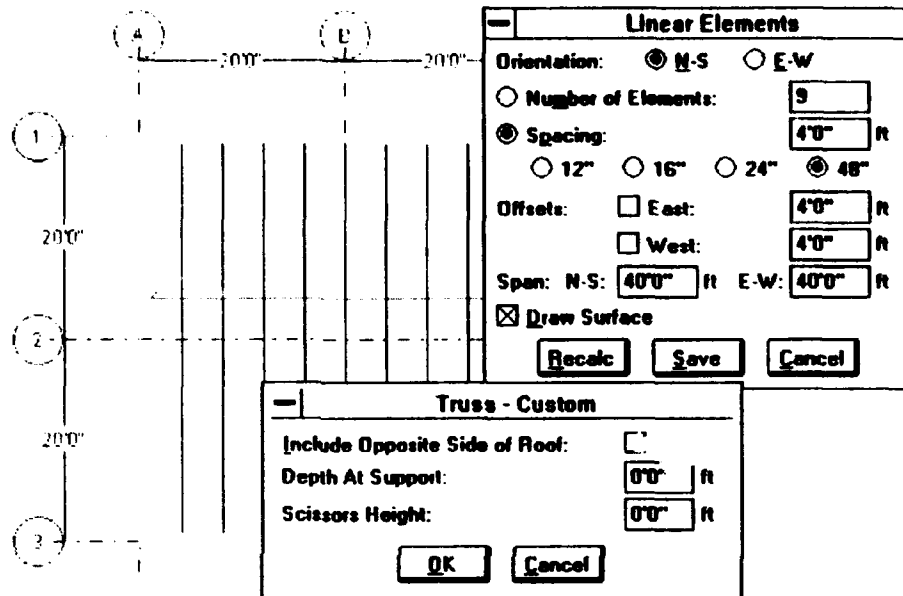 A
B
20'0"
20'0"
1
20'0"
2
20'0"
3
Linear Elements
Orientation: N-S E-W
Number of Elements: 9
Spacing: 4'0" ft
12" 16" 24" 48"
Offsets: East: 4'0" ft
West: 4'0" ft
Span: N-S: 40'0" ft E-W: 40'0" ft
Draw Surface
Recalc Save Cancel
Truss - Custom
Include Opposite Side of Roof:
Depth At Support: 0'0" ft
Scissors Height: 0'0" ft
OK Cancel